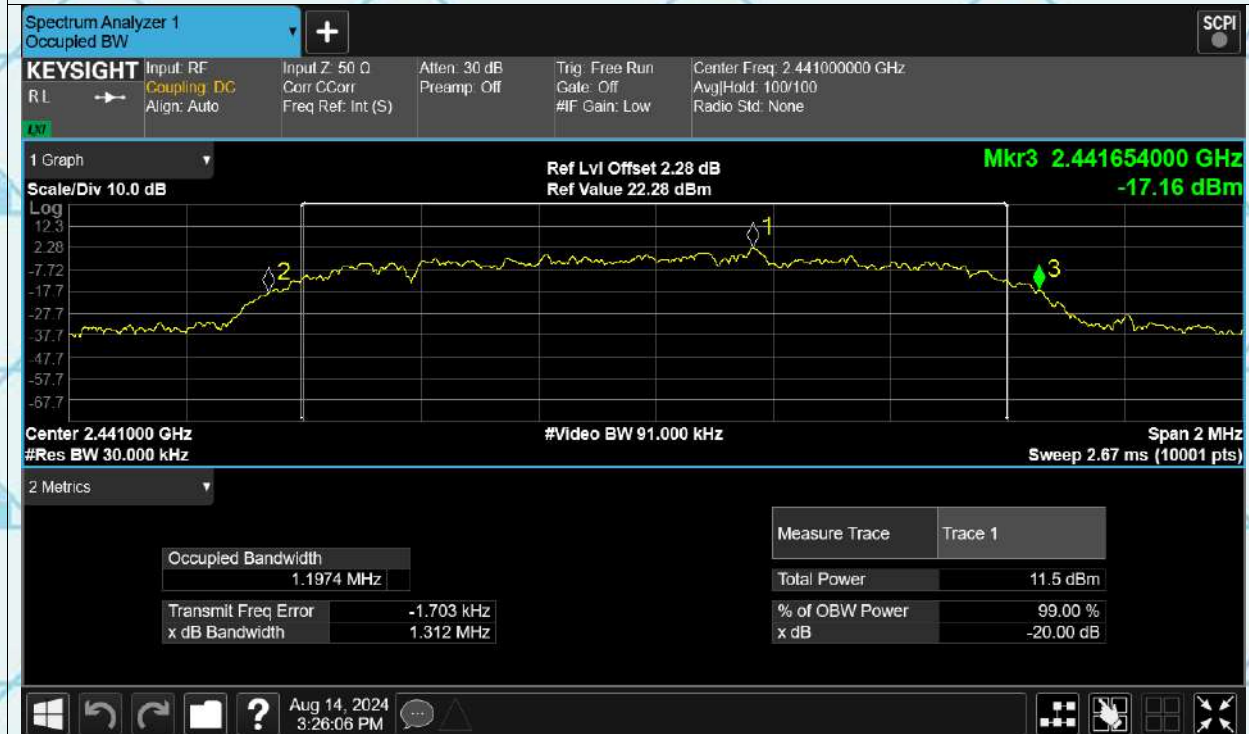 Spectrum Analyzer 1
Occupied BW
+
SCPI
KEYSIGHT
RL
LXI
Input: RF
Coupling: DC
Align: Auto
Input Z: 50 Ω
Corr CCorr
Freq Ref: Int (S)
Atten: 30 dB
Preamp: Off
Trig: Free Run
Gate: Off
#IF Gain: Low
Center Freq: 2.441000000 GHz
Avg|Hold: 100/100
Radio Std: None
1 Graph
Scale/Div 10.0 dB
Ref Lvl Offset 2.28 dB
Ref Value 22.28 dBm
Mkr3 2.441654000 GHz
-17.16 dBm
Log
12.3
2.28
-7.72
-17.7
-27.7
-37.7
-47.7
-57.7
-67.7
1
2
3
Center 2.441000 GHz
#Video BW 91.000 kHz
Span 2 MHz
#Res BW 30.000 kHz
Sweep 2.67 ms (10001 pts)
2 Metrics
Measure Trace Trace 1
Occupied Bandwidth
1.1974 MHz
Total Power 11.5 dBm
Transmit Freq Error -1.703 kHz
% of OBW Power 99.00 %
x dB Bandwidth 1.312 MHz
x dB -20.00 dB
?
Aug 14, 2024
3:26:06 PM